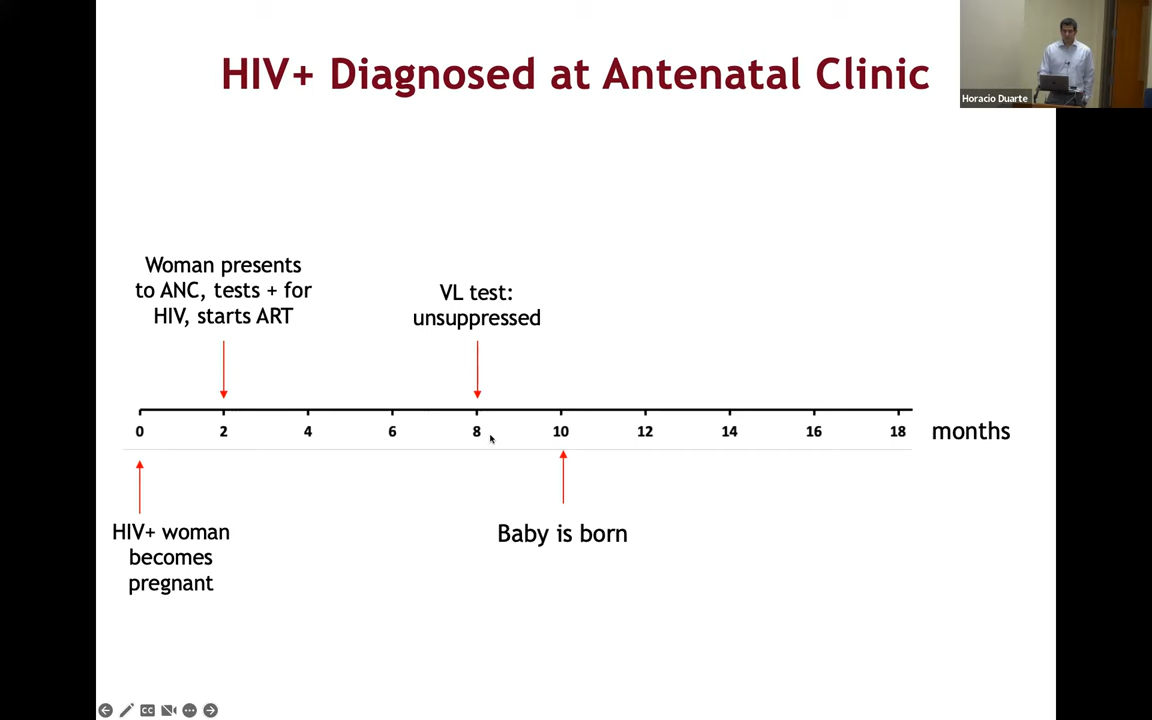 HIV+ Diagnosed at Antenatal Clinic
Horacio Duarte
Woman presents
to ANC, tests + for
HIV, starts ART
VL test:
unsuppressed
0 2 4 6 8 10 12 14 16 18 months
HIV+ woman
becomes
pregnant
Baby is born
CC